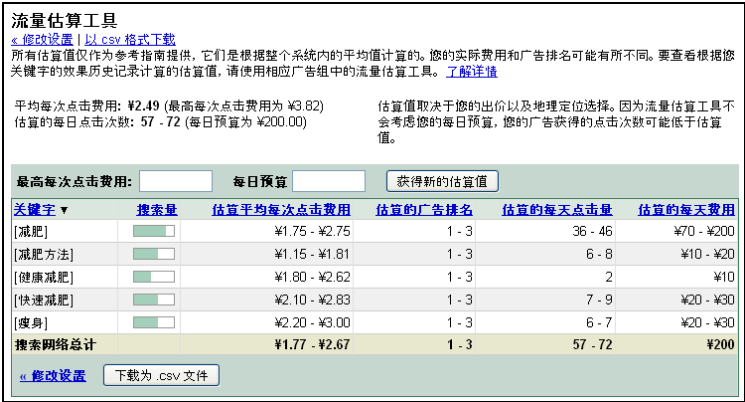 流量估算工具
« 修改设置 | 以 csv 格式下载
所有估算值仅作为参考指南提供，它们是根据整个系统内的平均值计算的。您的实际费用和广告排名可能有所不同。要查看根据您
关键字的效果历史记录计算的估算值，请使用相应广告组中的流量估算工具。 了解详情
平均每次点击费用: ¥2.49 (最高每次点击费用为 ¥3.82)
估算的每日点击次数: 57 - 72 (每日预算为 ¥200.00)
估算值取决于您的出价以及地理定位选择。因为流量估算工具不
会考虑您的每日预算，您的广告获得的点击次数可能低于估算
值。
最高每次点击费用: 每日预算 获得新的估算值
关键字 ▼ 搜索量 估算平均每次点击费用 估算的广告排名 估算的每天点击量 估算的每天费用
[减肥] ¥1.75 - ¥2.75 1 - 3 36 - 46 ¥70 - ¥200
[减肥方法] ¥1.15 - ¥1.81 1 - 3 6 - 8 ¥10 - ¥20
[健康减肥] ¥1.80 - ¥2.62 1 - 3 2 ¥10
[快速减肥] ¥2.10 - ¥2.83 1 - 3 7 - 9 ¥20 - ¥30
[瘦身] ¥2.20 - ¥3.00 1 - 3 6 - 7 ¥20 - ¥30
搜索网络总计 ¥1.77 - ¥2.67 1 - 3 57 - 72 ¥200
« 修改设置 下载为 .csv 文件